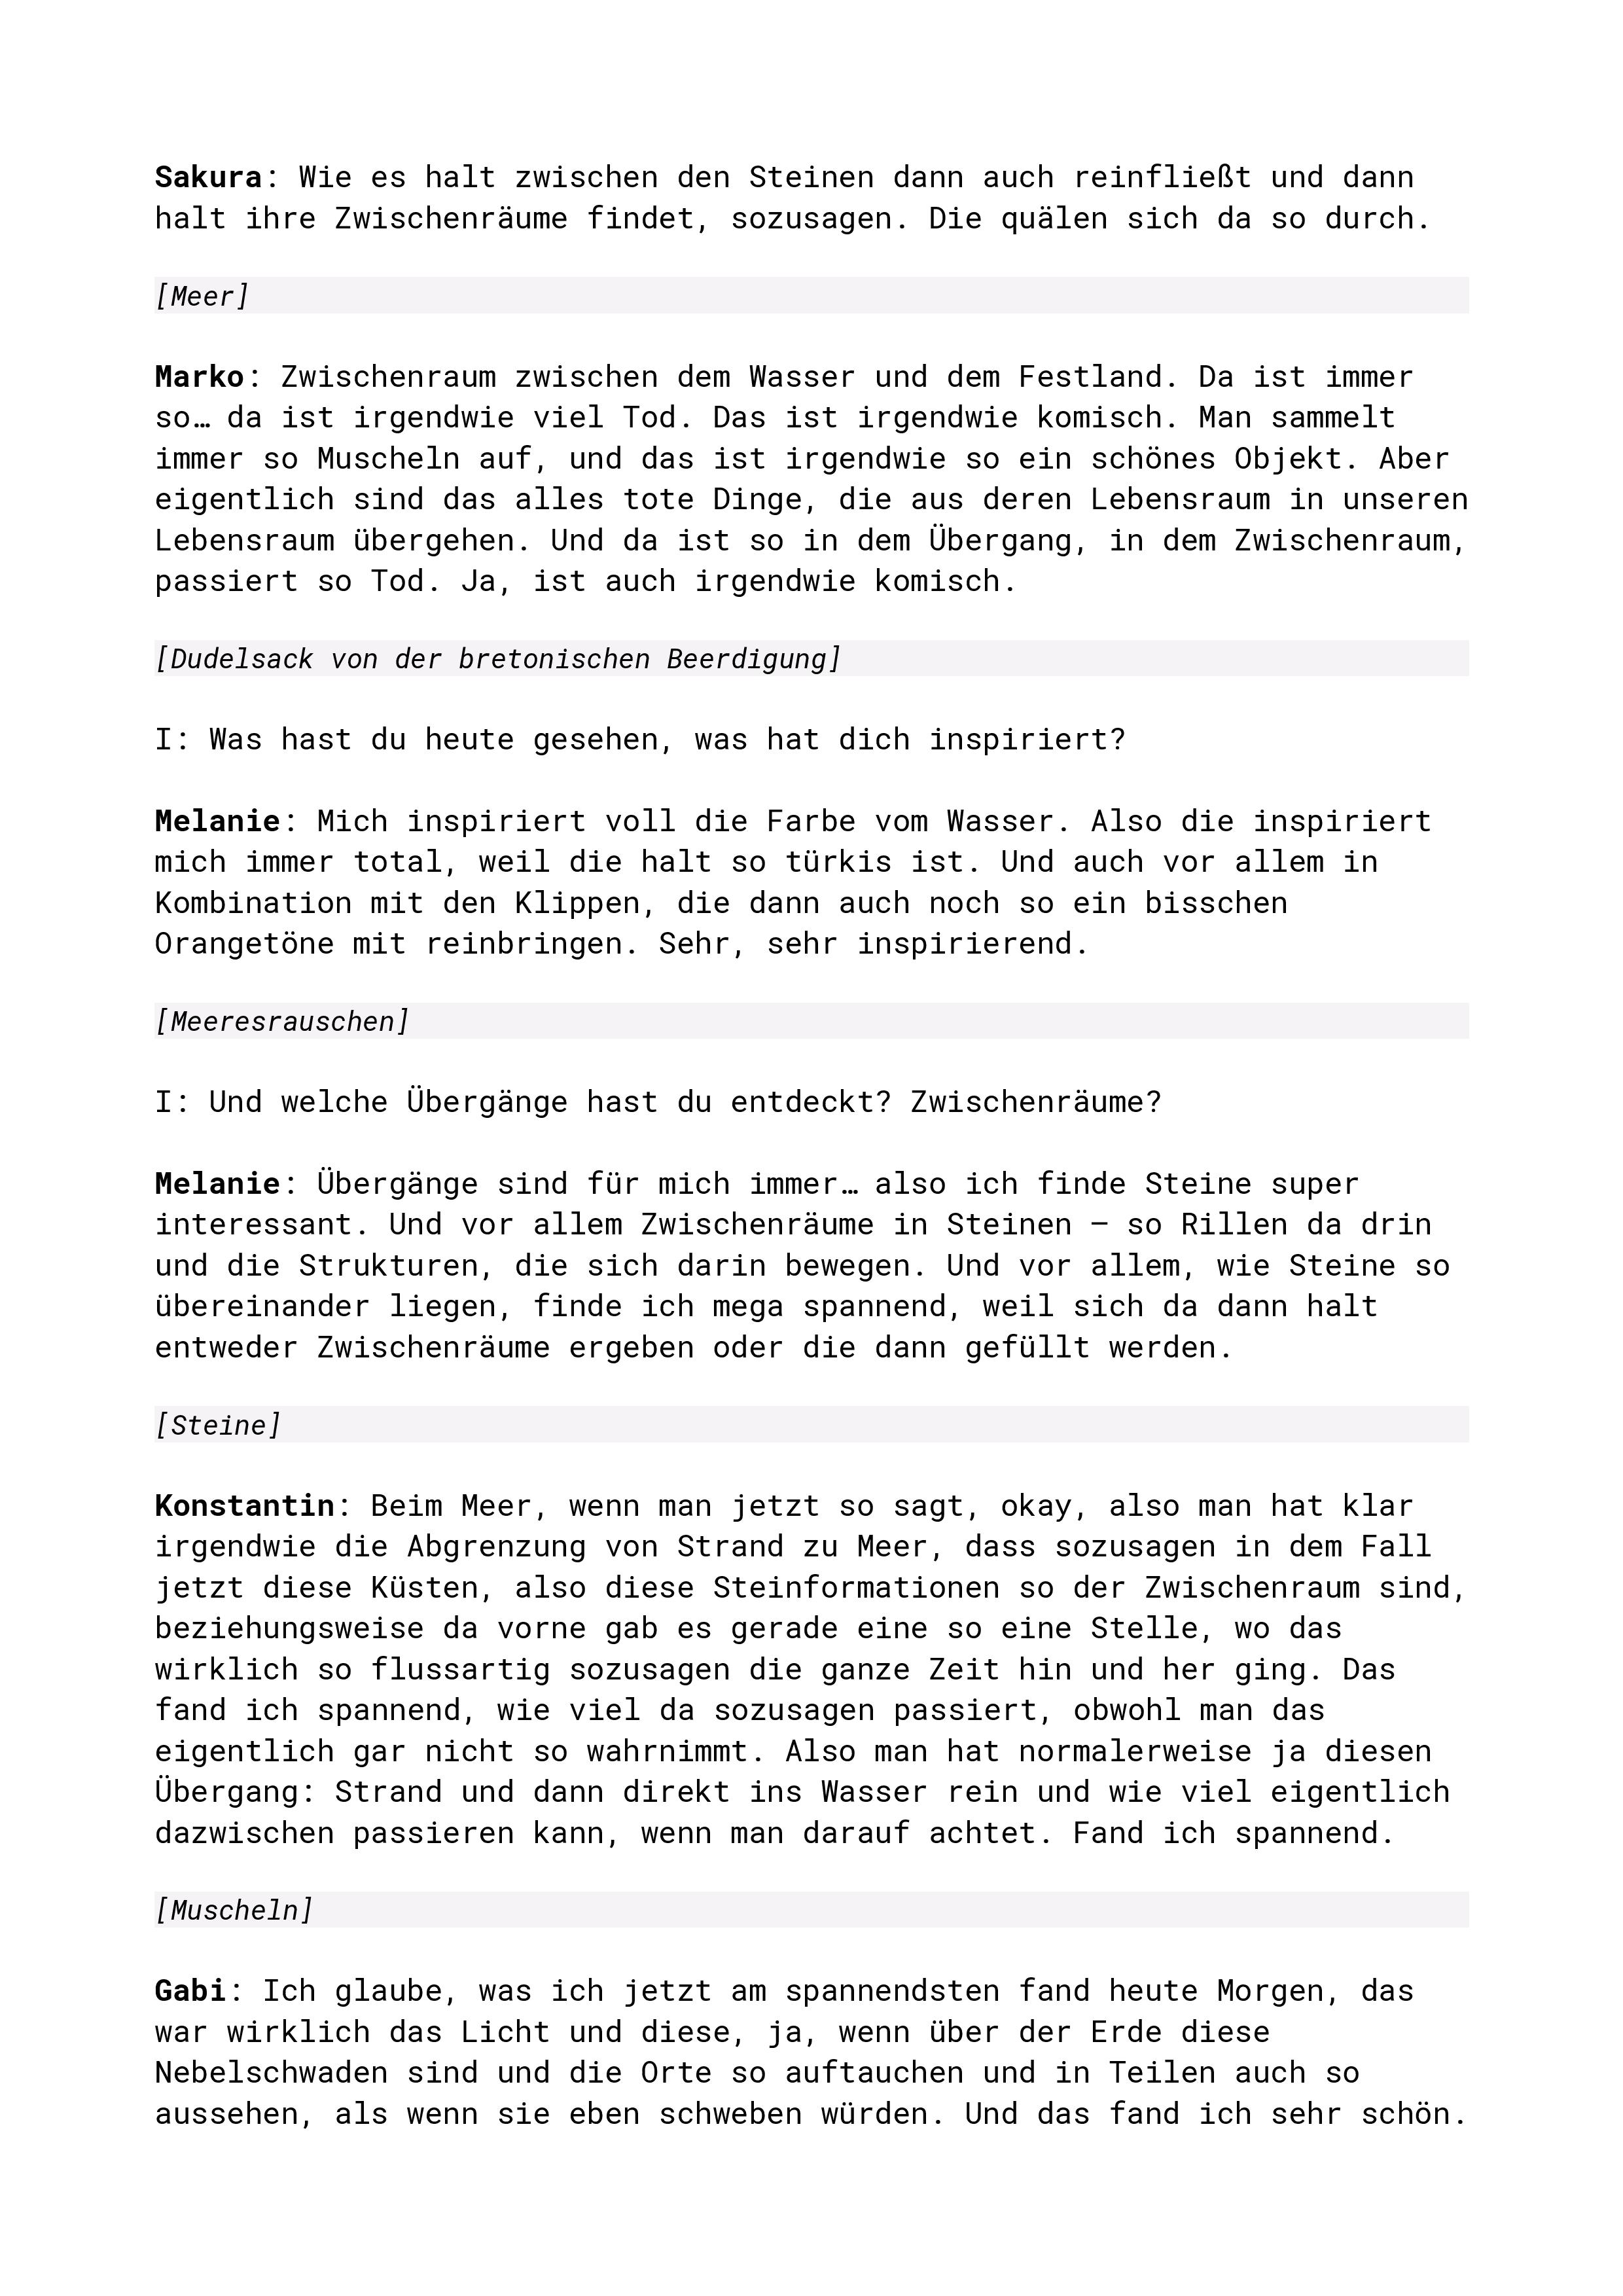 Sakura: Wie es halt zwischen den Steinen dann auch reinfließt und dann
halt ihre Zwischenräume findet, sozusagen. Die quälen sich da so durch.
[Meer]
Marko: Zwischenraum zwischen dem Wasser und dem Festland. Da ist immer
so… da ist irgendwie viel Tod. Das ist irgendwie komisch. Man sammelt
immer so Muscheln auf, und das ist irgendwie so ein schönes Objekt. Aber
eigentlich sind das alles tote Dinge, die aus deren Lebensraum in unseren
Lebensraum übergehen. Und da ist so in dem Übergang, in dem Zwischenraum,
passiert so Tod. Ja, ist auch irgendwie komisch.
[Dudelsack von der bretonischen Beerdigung]
I: Was hast du heute gesehen, was hat dich inspiriert?
Melanie: Mich inspiriert voll die Farbe vom Wasser. Also die inspiriert
mich immer total, weil die halt so türkis ist. Und auch vor allem in
Kombination mit den Klippen, die dann auch noch so ein bisschen
Orangetöne mit reinbringen. Sehr, sehr inspirierend.
[Meeresrauschen]
I: Und welche Übergänge hast du entdeckt? Zwischenräume?
Melanie: Übergänge sind für mich immer… also ich finde Steine super
interessant. Und vor allem Zwischenräume in Steinen – so Rillen da drin
und die Strukturen, die sich darin bewegen. Und vor allem, wie Steine so
übereinander liegen, finde ich mega spannend, weil sich da dann halt
entweder Zwischenräume ergeben oder die dann gefüllt werden.
[Steine]
Konstantin: Beim Meer, wenn man jetzt so sagt, okay, also man hat klar
irgendwie die Abgrenzung von Strand zu Meer, dass sozusagen in dem Fall
jetzt diese Küsten, also diese Steinformationen so der Zwischenraum sind,
beziehungsweise da vorne gab es gerade eine so eine Stelle, wo das
wirklich so flussartig sozusagen die ganze Zeit hin und her ging. Das
fand ich spannend, wie viel da sozusagen passiert, obwohl man das
eigentlich gar nicht so wahrnimmt. Also man hat normalerweise ja diesen
Übergang: Strand und dann direkt ins Wasser rein und wie viel eigentlich
dazwischen passieren kann, wenn man darauf achtet. Fand ich spannend.
[Muscheln]
Gabi: Ich glaube, was ich jetzt am spannendsten fand heute Morgen, das
war wirklich das Licht und diese, ja, wenn über der Erde diese
Nebelschwaden sind und die Orte so auftauchen und in Teilen auch so
aussehen, als wenn sie eben schweben würden. Und das fand ich sehr schön.